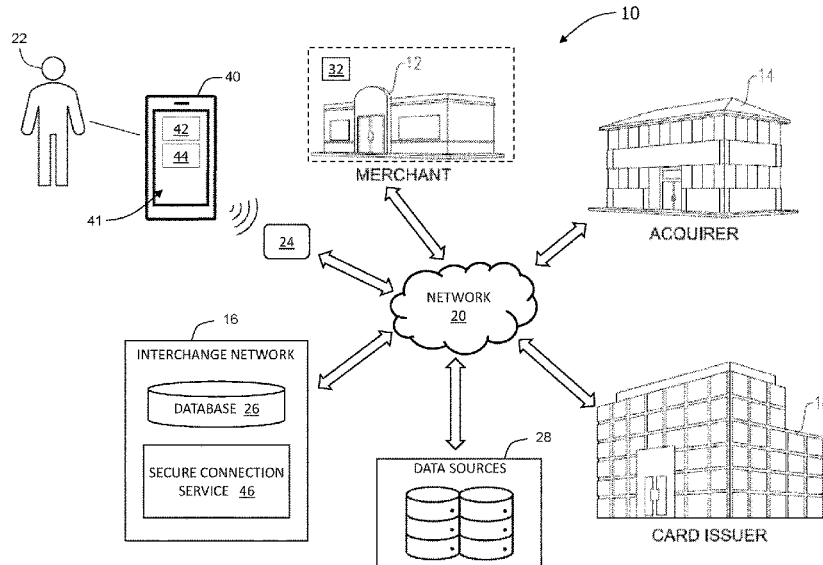 10
22
40
32
12
14
42
44
41
MERCHANT
ACQUIRER
24
NETWORK
20
16
INTERCHANGE NETWORK
DATABASE 26
SECURE CONNECTION
SERVICE 46
28
DATA SOURCES
CARD ISSUER